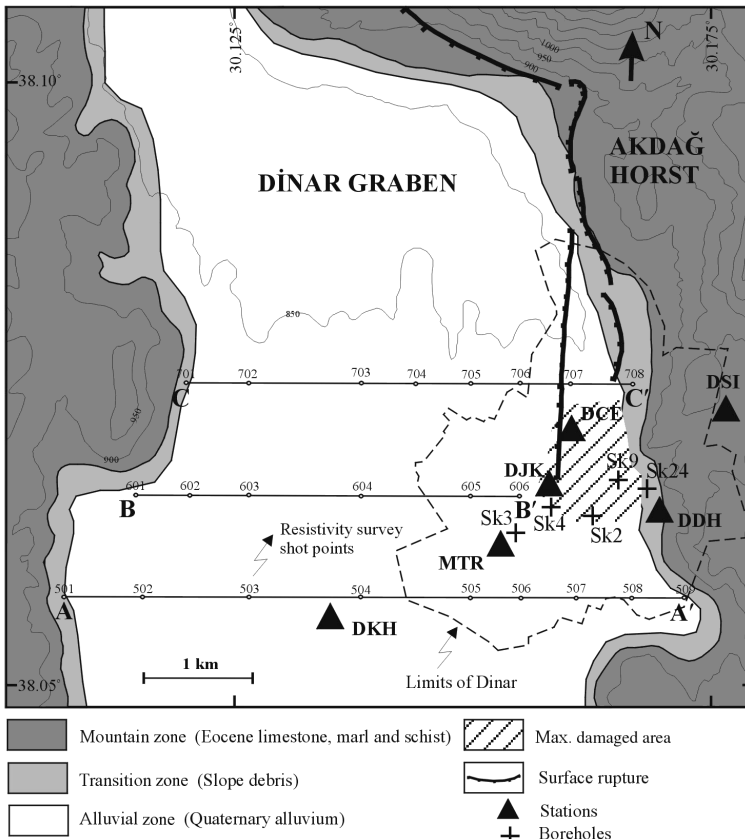 30.125°
30.175°
38.10°
1000
950
900
N
AKDAĞ
HORST
DİNAR GRABEN
850
701
702
703
704
705
706
707
708
C
C'
DSI
950
900
DCE
Sk9
Sk24
DJK
601
602
603
604
605
606
B
B'
Sk3
Sk4
Sk2
DDH
Resistivity survey
shot points
MTR
501
502
503
504
505
506
507
508
509
A
A'
DKH
1 km
Limits of Dinar
38.05°
Mountain zone (Eocene limestone, marl and schist)
Max. damaged area
Transition zone (Slope debris)
Surface rupture
Alluvial zone (Quaternary alluvium)
Stations
Boreholes